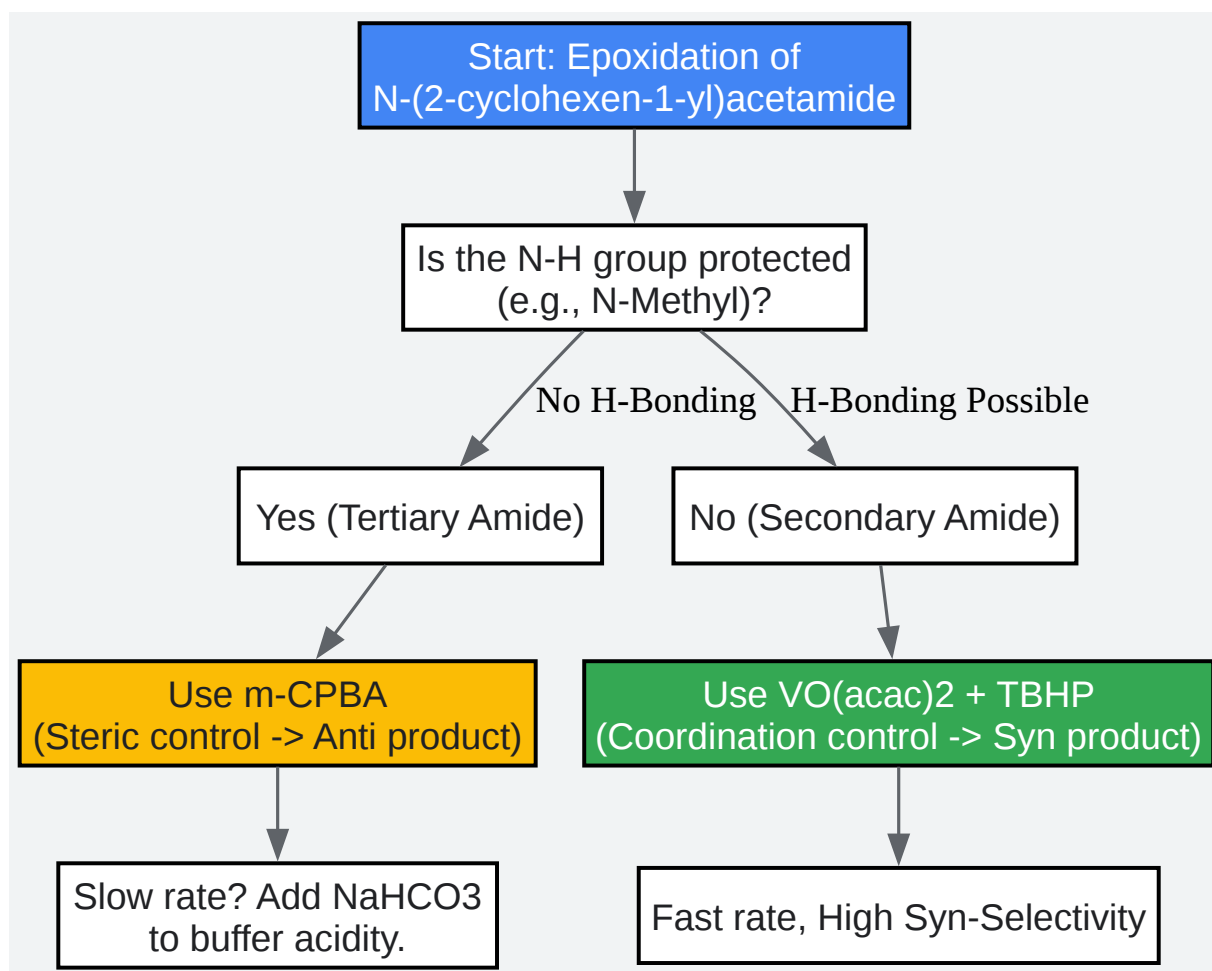 Start: Epoxidation of
N-(2-cyclohexen-1-yl)acetamide
Is the N-H group protected
(e.g., N-Methyl)?
No H-Bonding
H-Bonding Possible
Yes (Tertiary Amide)
No (Secondary Amide)
Use m-CPBA
(Steric control -> Anti product)
Use VO(acac)2 + TBHP
(Coordination control -> Syn product)
Slow rate? Add NaHCO3
to buffer acidity.
Fast rate, High Syn-Selectivity